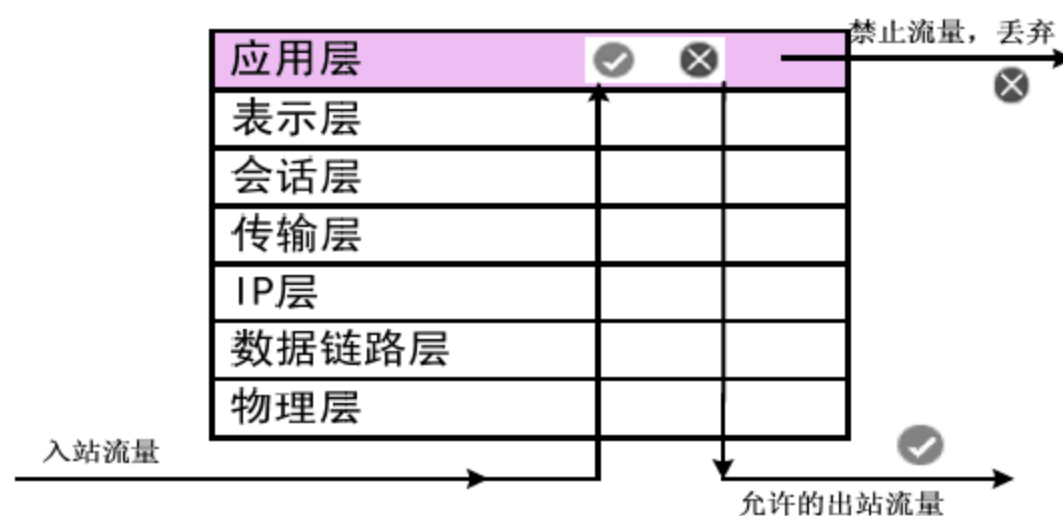 禁止流量，丢弃
应用层
表示层
会话层
传输层
IP层
数据链路层
物理层
入站流量
允许的出站流量